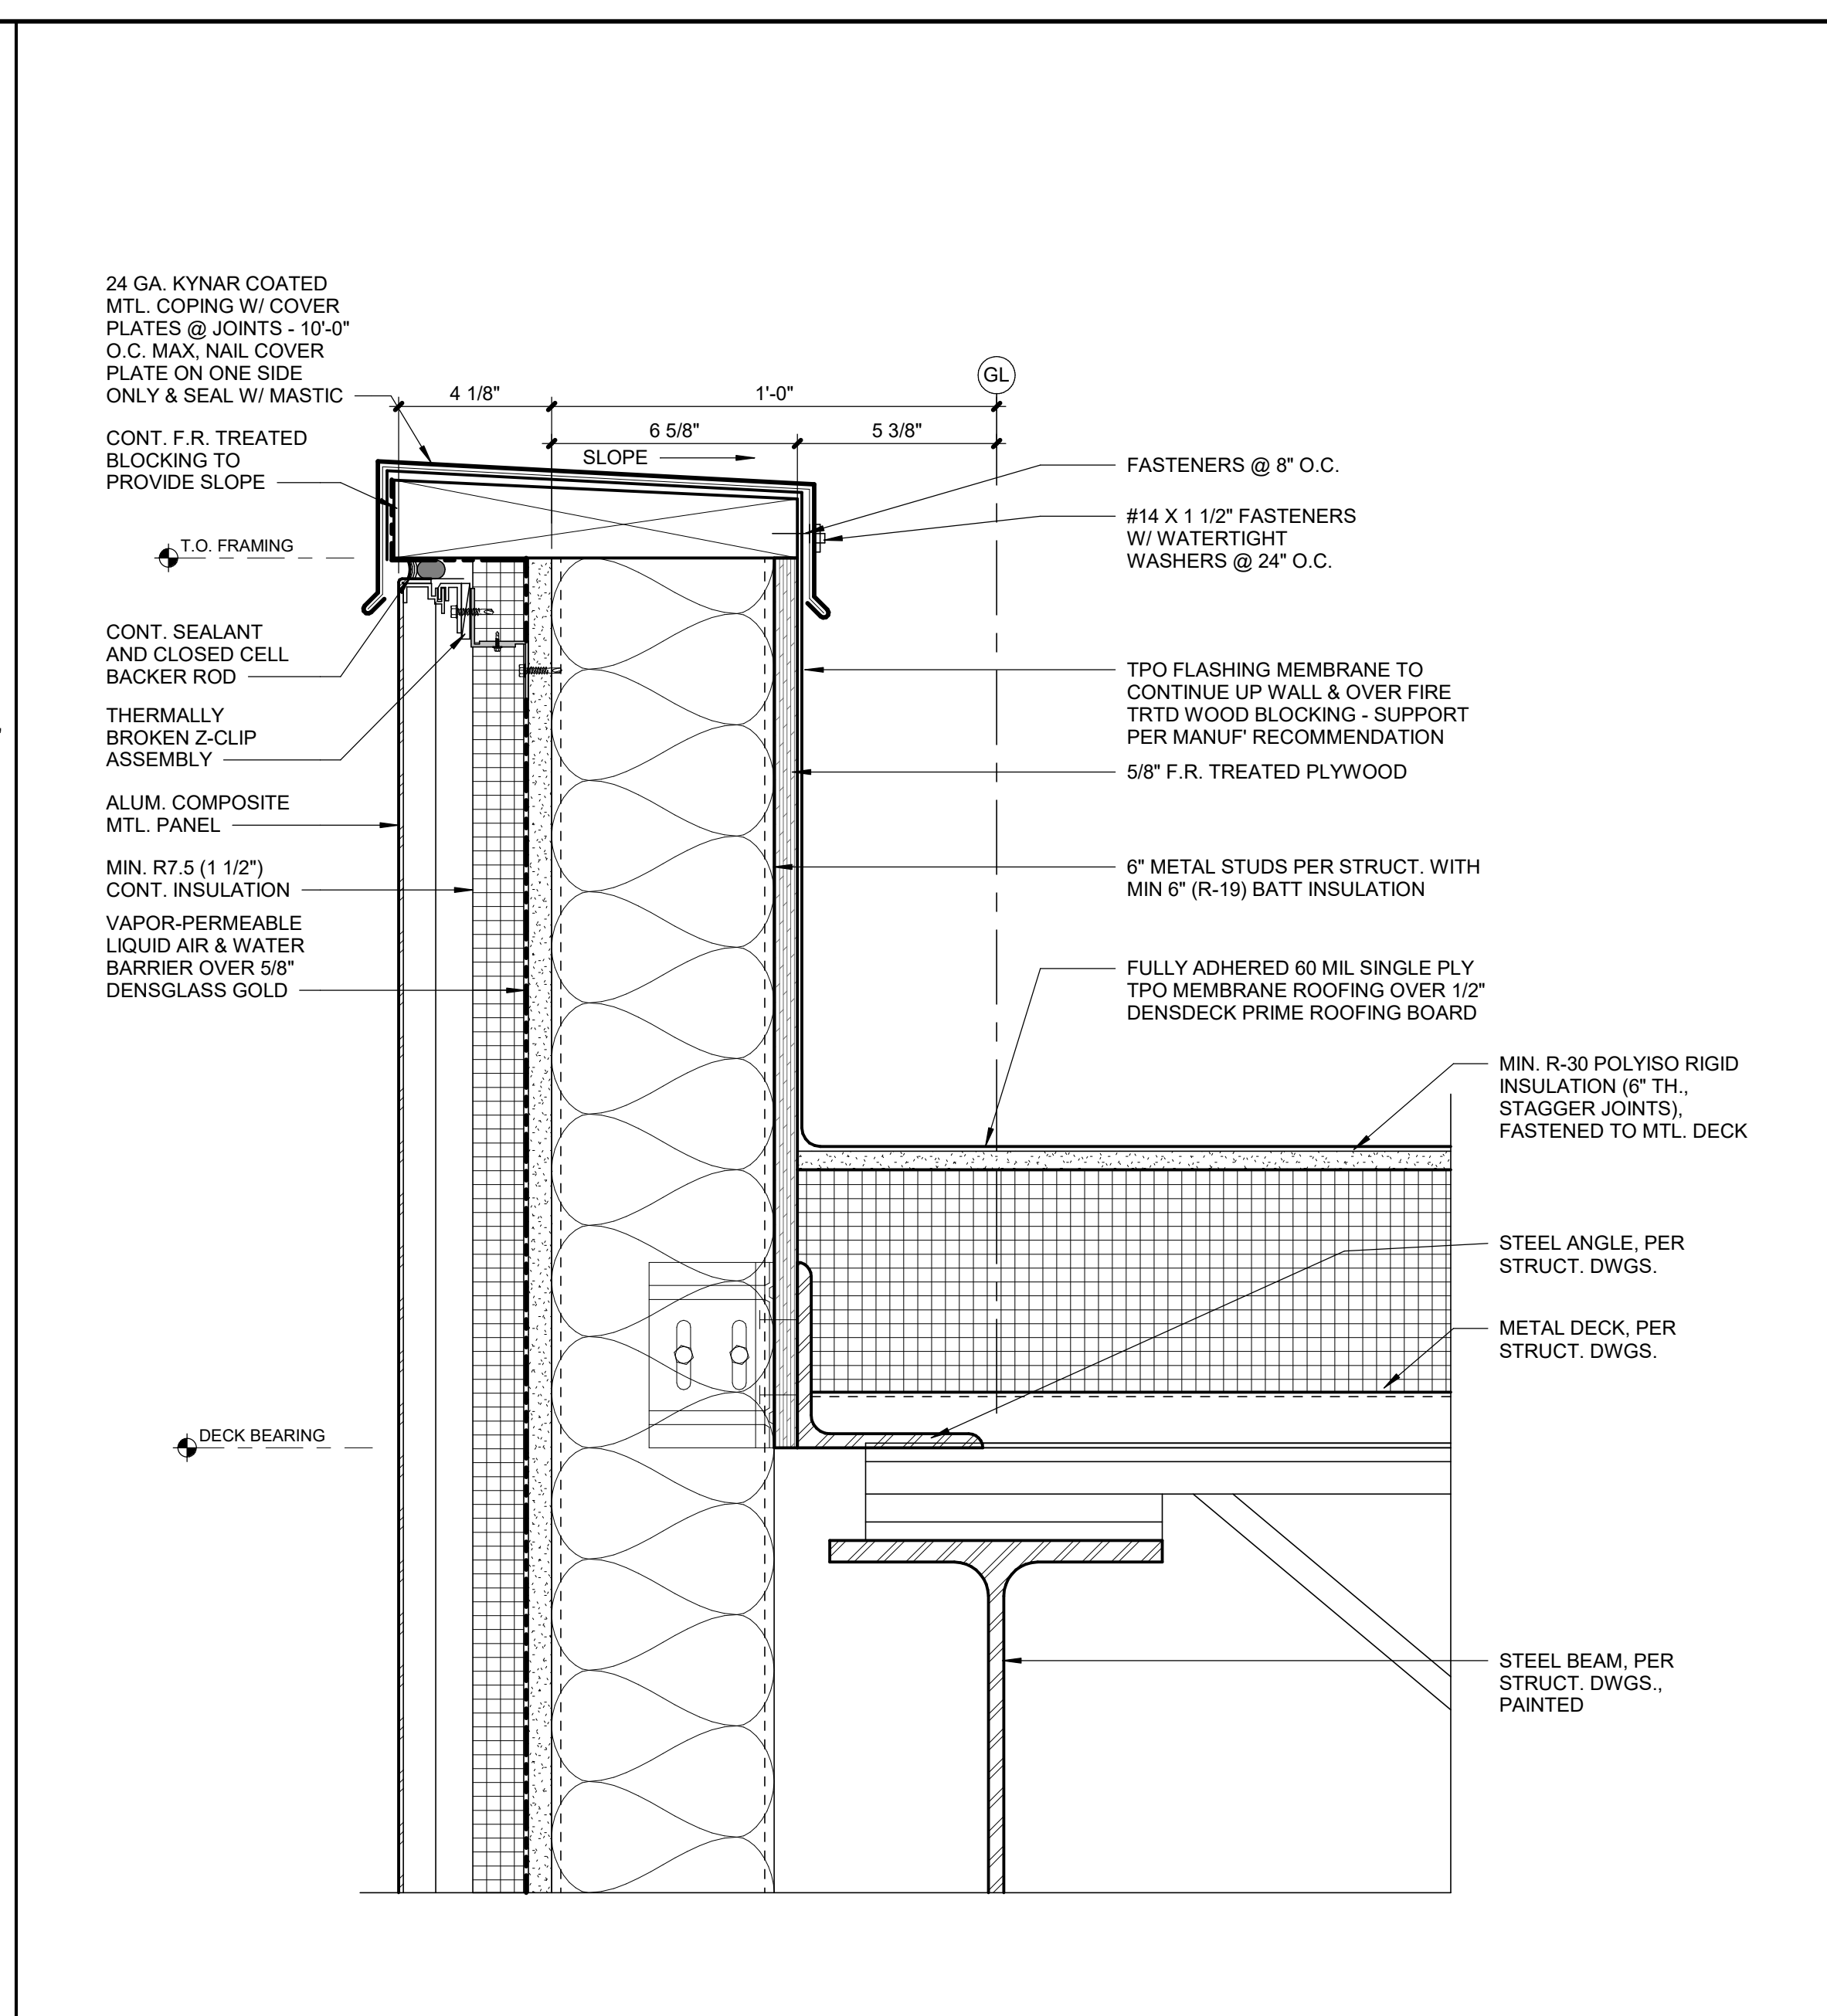 24 GA. KYNAR COATED
MTL. COPING W/ COVER
PLATES @ JOINTS - 10'-0"
O.C. MAX, NAIL COVER
PLATE ON ONE SIDE
ONLY & SEAL W/ MASTIC
CONT. F.R. TREATED
BLOCKING TO
PROVIDE SLOPE
T.O. FRAMING
CONT. SEALANT
AND CLOSED CELL
BACKER ROD
THERMALLY
BROKEN Z-CLIP
ASSEMBLY
ALUM. COMPOSITE
MTL. PANEL
MIN. R7.5 (1 1/2")
CONT. INSULATION
VAPOR-PERMEABLE
LIQUID AIR & WATER
BARRIER OVER 5/8"
DENSGLASS GOLD
DECK BEARING
4 1/8"
1'-0"
GL
6 5/8"
5 3/8"
SLOPE
FASTENERS @ 8" O.C.
#14 X 1 1/2" FASTENERS
W/ WATERTIGHT
WASHERS @ 24" O.C.
TPO FLASHING MEMBRANE TO
CONTINUE UP WALL & OVER FIRE
TRTD WOOD BLOCKING - SUPPORT
PER MANUF' RECOMMENDATION
5/8" F.R. TREATED PLYWOOD
6" METAL STUDS PER STRUCT. WITH
MIN 6" (R-19) BATT INSULATION
FULLY ADHERED 60 MIL SINGLE PLY
TPO MEMBRANE ROOFING OVER 1/2"
DENSDECK PRIME ROOFING BOARD
MIN. R-30 POLYISO RIGID
INSULATION (6" TH.,
STAGGER JOINTS),
FASTENED TO MTL. DECK
STEEL ANGLE, PER
STRUCT. DWGS.
METAL DECK, PER
STRUCT. DWGS.
STEEL BEAM, PER
STRUCT. DWGS.,
PAINTED